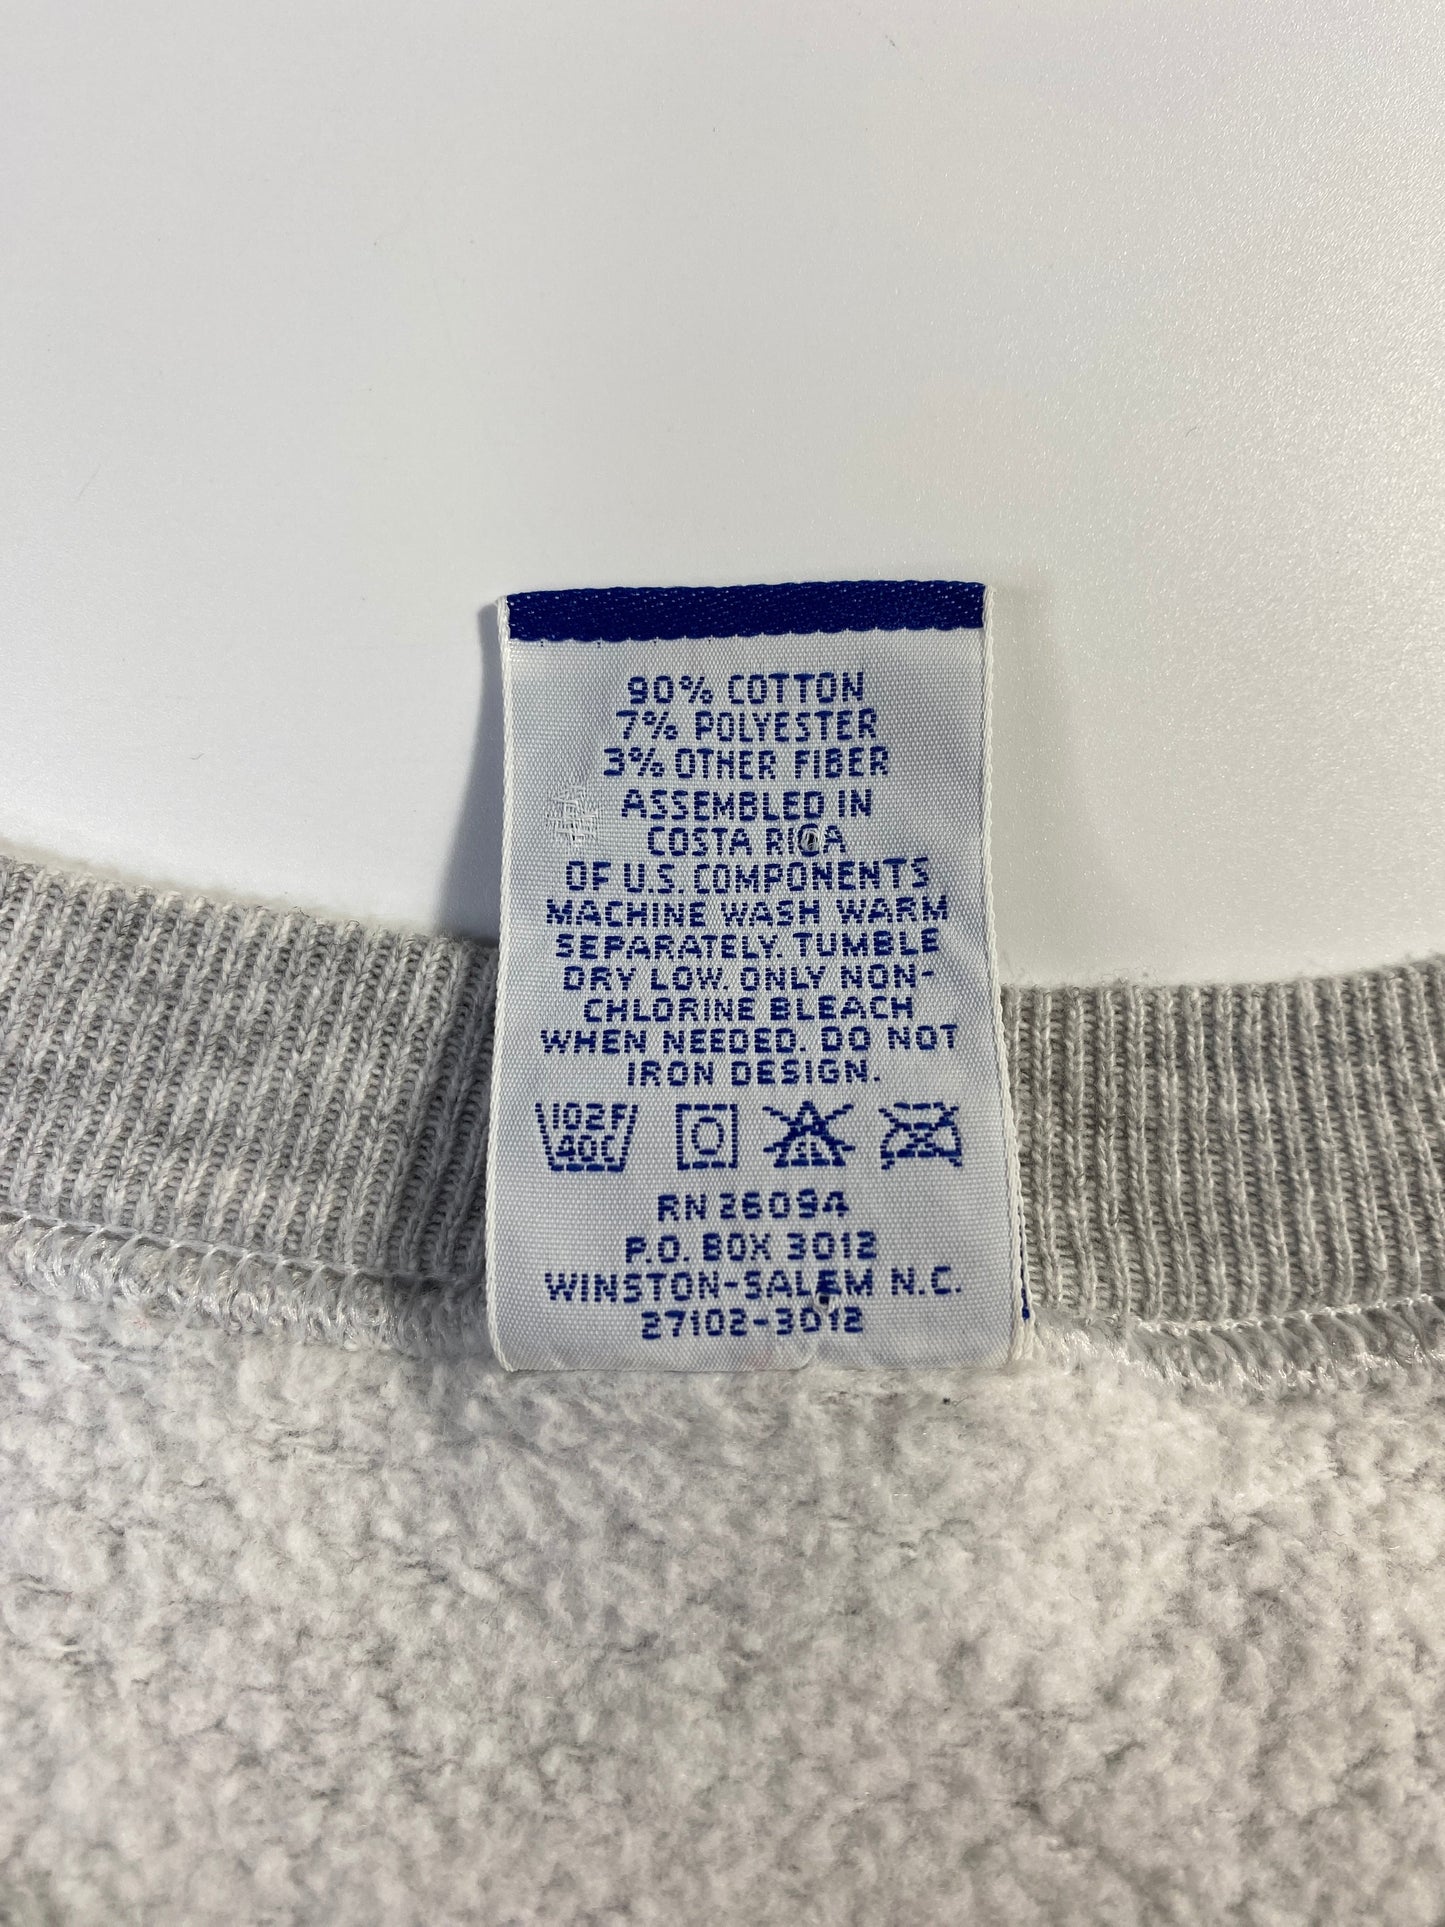 90% COTTON
7% POLYESTER
3% OTHER FIBER
ASSEMBLED IN
COSTA RICA
OF U.S. COMPONENTS
MACHINE WASH WARM
SEPARATELY. TUMBLE
DRY LOW. ONLY NON-
CHLORINE BLEACH
WHEN NEEDED. DO NOT
IRON DESIGN.
102F
40C
RN 26094
P.O. BOX 3012
WINSTON-SALEM N.C.
27102-3012